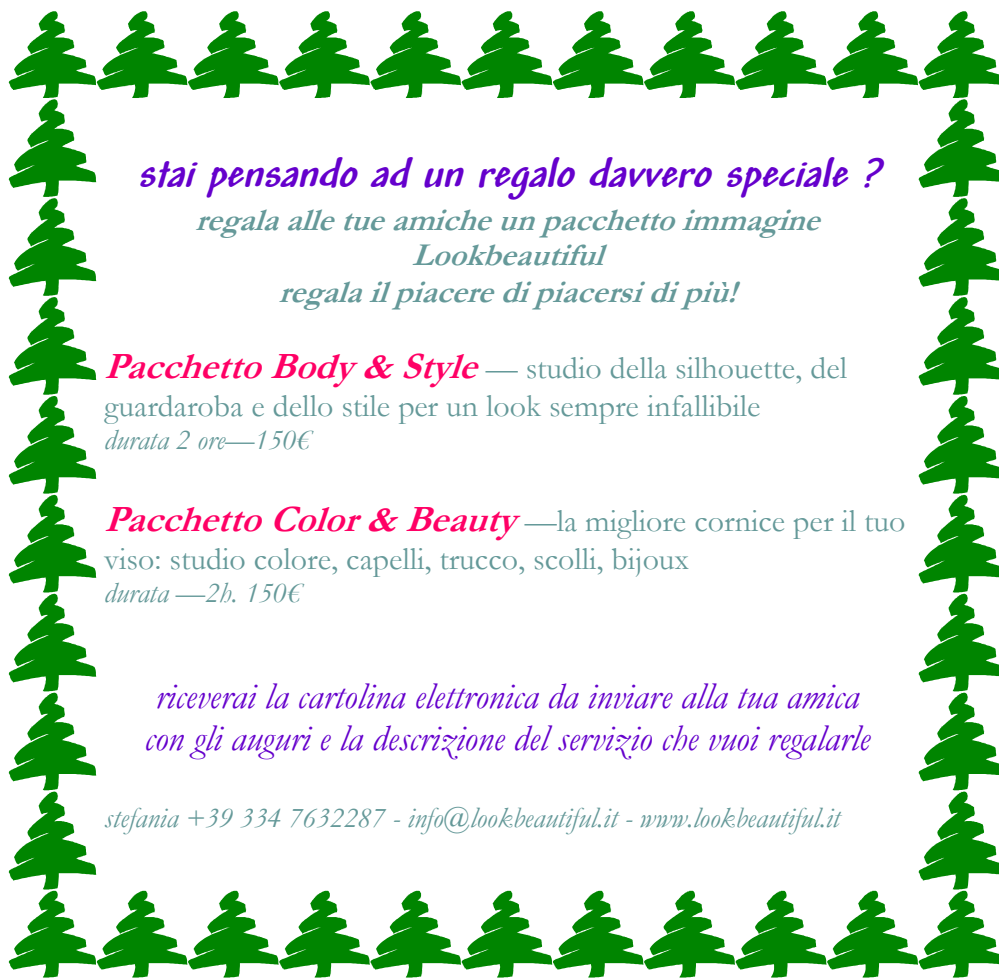 stai pensando ad un regalo davvero speciale ?
regala alle tue amiche un pacchetto immagine
Lookbeautiful
regala il piacere di piacersi di più!
Pacchetto Body & Style — studio della silhouette, del
guardaroba e dello stile per un look sempre infallibile
durata 2 ore—150€
Pacchetto Color & Beauty —la migliore cornice per il tuo
viso: studio colore, capelli, trucco, scolli, bijoux
durata —2h. 150€
riceverai la cartolina elettronica da inviare alla tua amica
con gli auguri e la descrizione del servizio che vuoi regalarle
stefania +39 334 7632287 - info@lookbeautiful.it - www.lookbeautiful.it